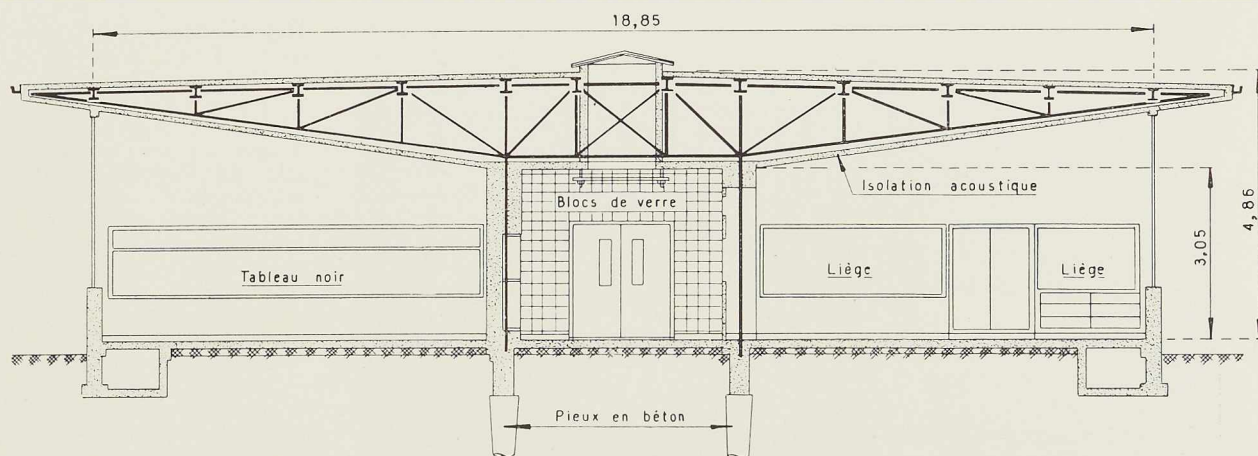 18,85
Isolation acoustique
Blocs de verre
4,86
3,05
Tableau noir
Liège
Liège
Pieux en béton